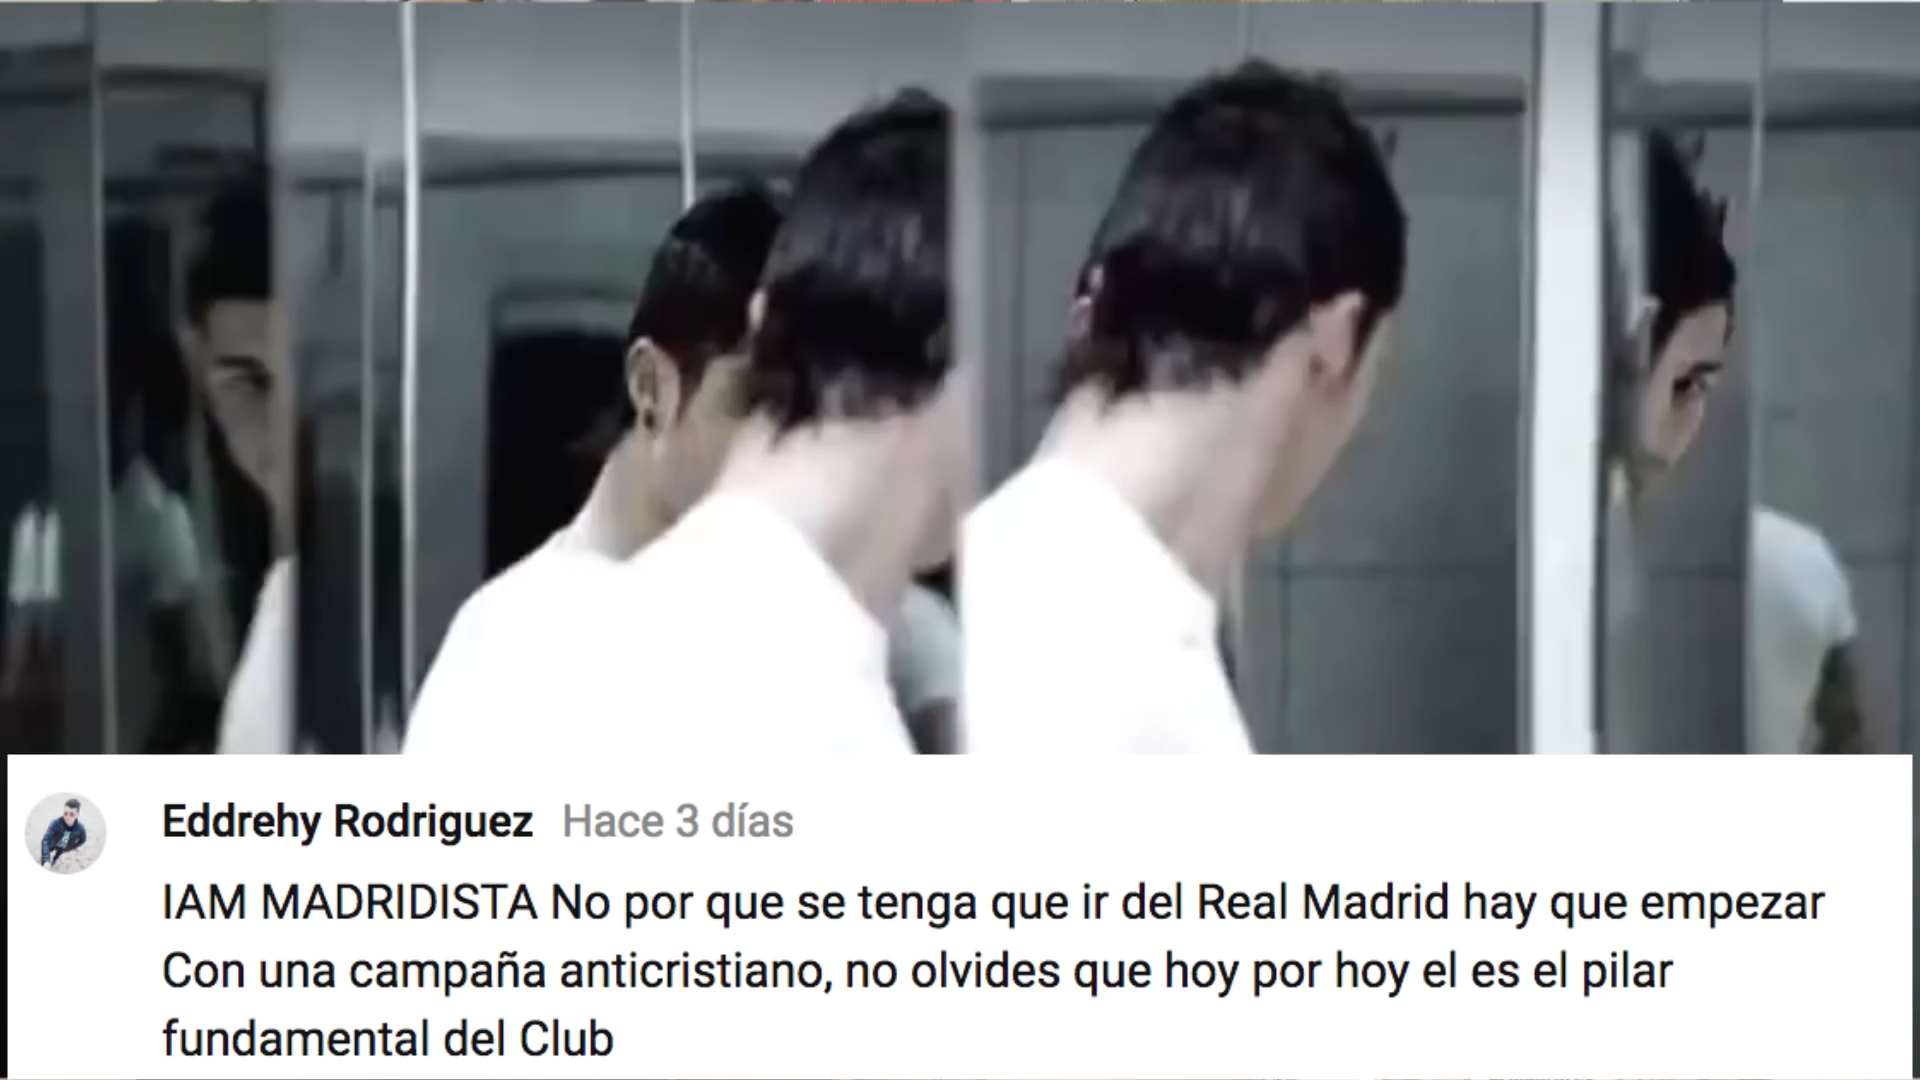 Eddrehy Rodriguez Hace 3 días
IAM MADRIDISTA No por que se tenga que ir del Real Madrid hay que empezar
Con una campaña anticristiano, no olvides que hoy por hoy el es el pilar
fundamental del Club